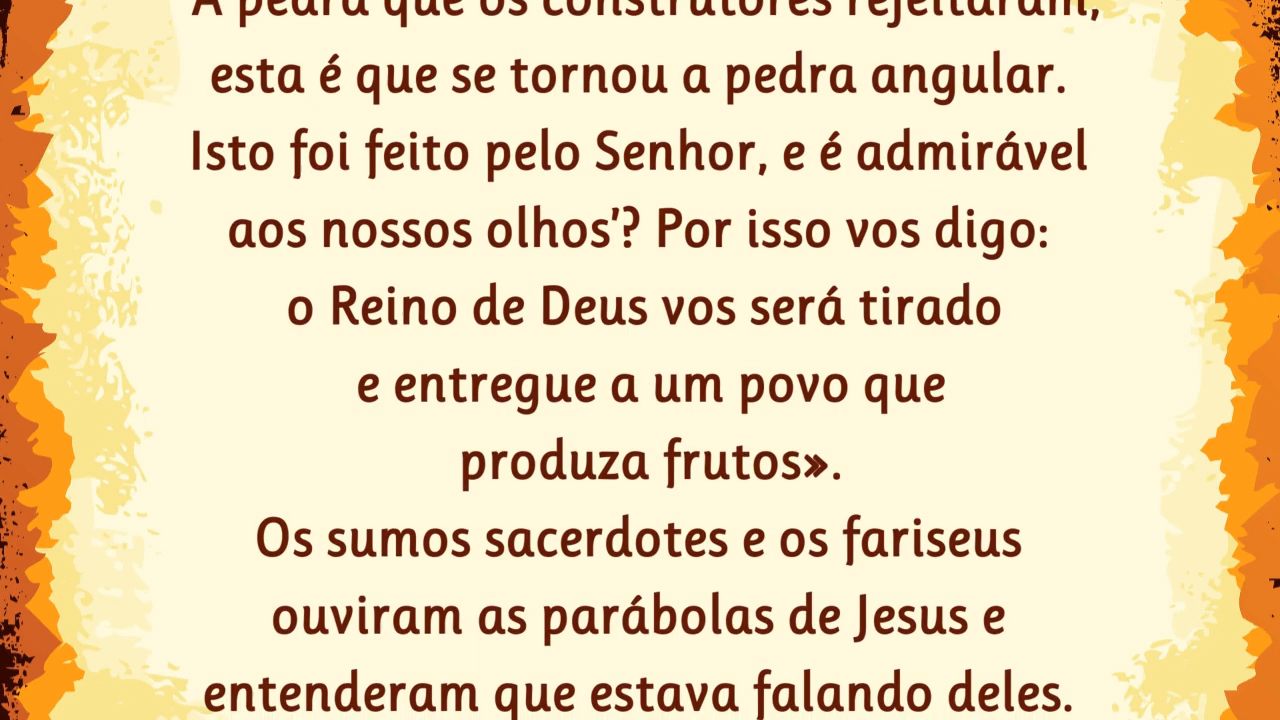 A pedra que os construtores rejeitaram,
esta é que se tornou a pedra angular.
Isto foi feito pelo Senhor, e é admirável
aos nossos olhos’? Por isso vos digo:
o Reino de Deus vos será tirado
e entregue a um povo que
produza frutos».
Os sumos sacerdotes e os fariseus
ouviram as parábolas de Jesus e
entenderam que estava falando deles.